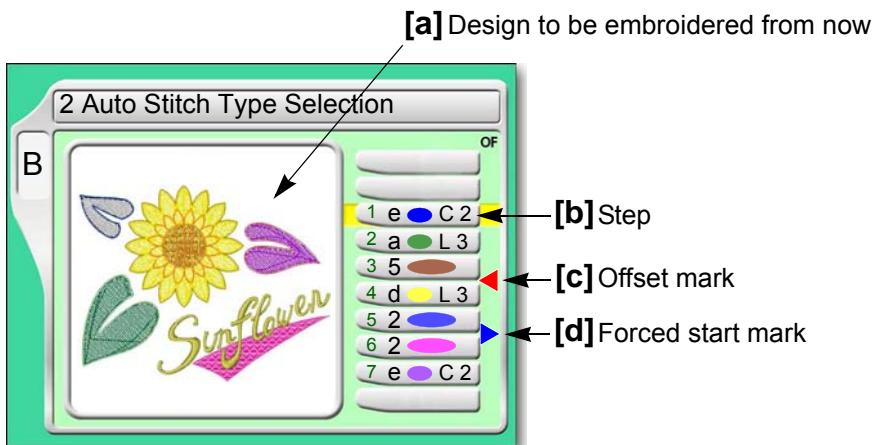 [a] Design to be embroidered from now
2 Auto Stitch Type Selection
B
OF
1 e C 2
[b] Step
2 a L 3
3 5
[c] Offset mark
4 d L 3
5 2
[d] Forced start mark
6 2
7 e C 2
Sunflower